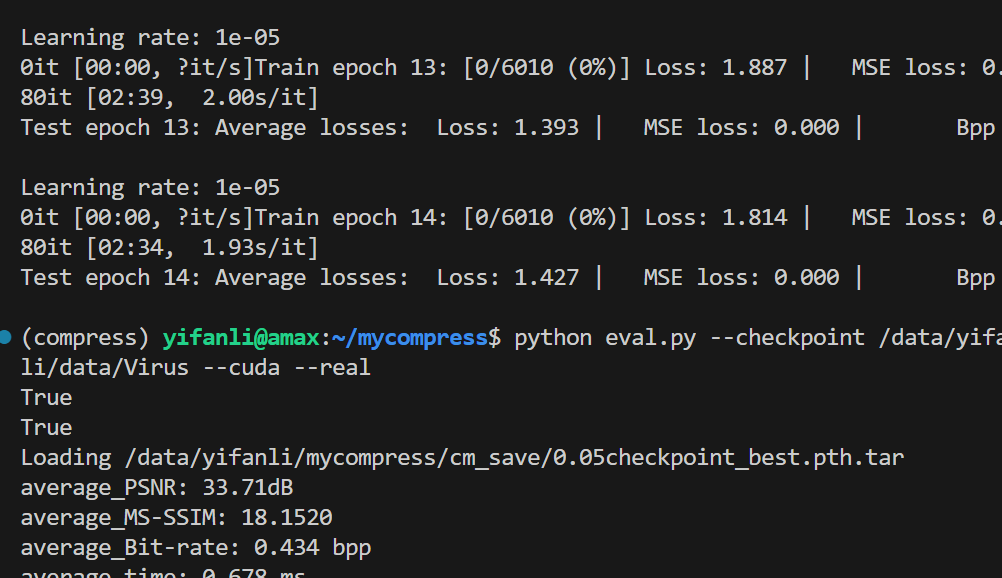 Learning rate: 1e-05
0it [00:00, ?it/s]Train epoch 13: [0/6010 (0%)] Loss: 1.887 | MSE loss: 0.
80it [02:39, 2.00s/it]
Test epoch 13: Average losses: Loss: 1.393 | MSE loss: 0.000 | Bpp
Learning rate: 1e-05
0it [00:00, ?it/s]Train epoch 14: [0/6010 (0%)] Loss: 1.814 | MSE loss: 0.
80it [02:34, 1.93s/it]
Test epoch 14: Average losses: Loss: 1.427 | MSE loss: 0.000 | Bpp
(compress) yifanli@amax:~/mycompress$ python eval.py --checkpoint /data/yifa
li/data/Virus --cuda --real
True
True
Loading /data/yifanli/mycompress/cm_save/0.05checkpoint_best.pth.tar
average_PSNR: 33.71dB
average_MS-SSIM: 18.1520
average_Bit-rate: 0.434 bpp
average_time: 0.678 ms